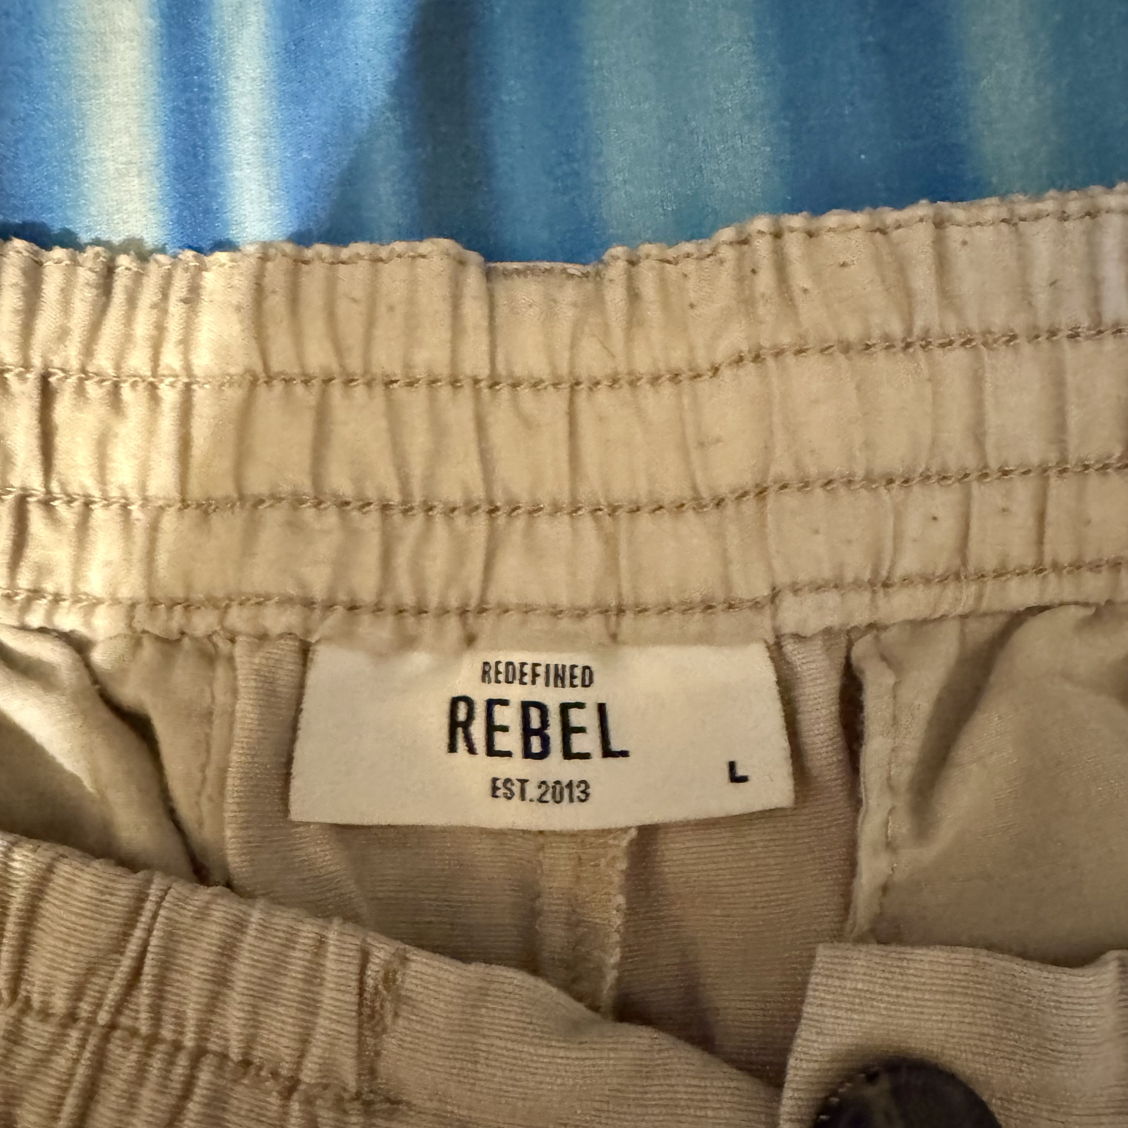 REDEFINED
REBEL
EST.2013
L